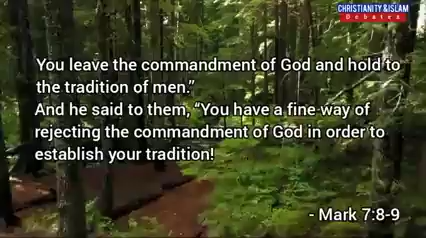 CHRISTIANITY & ISLAM
Debates
You leave the commandment of God and hold to
the tradition of men.”
And he said to them, “You have a fine way of
rejecting the commandment of God in order to
establish your tradition!
- Mark 7:8-9